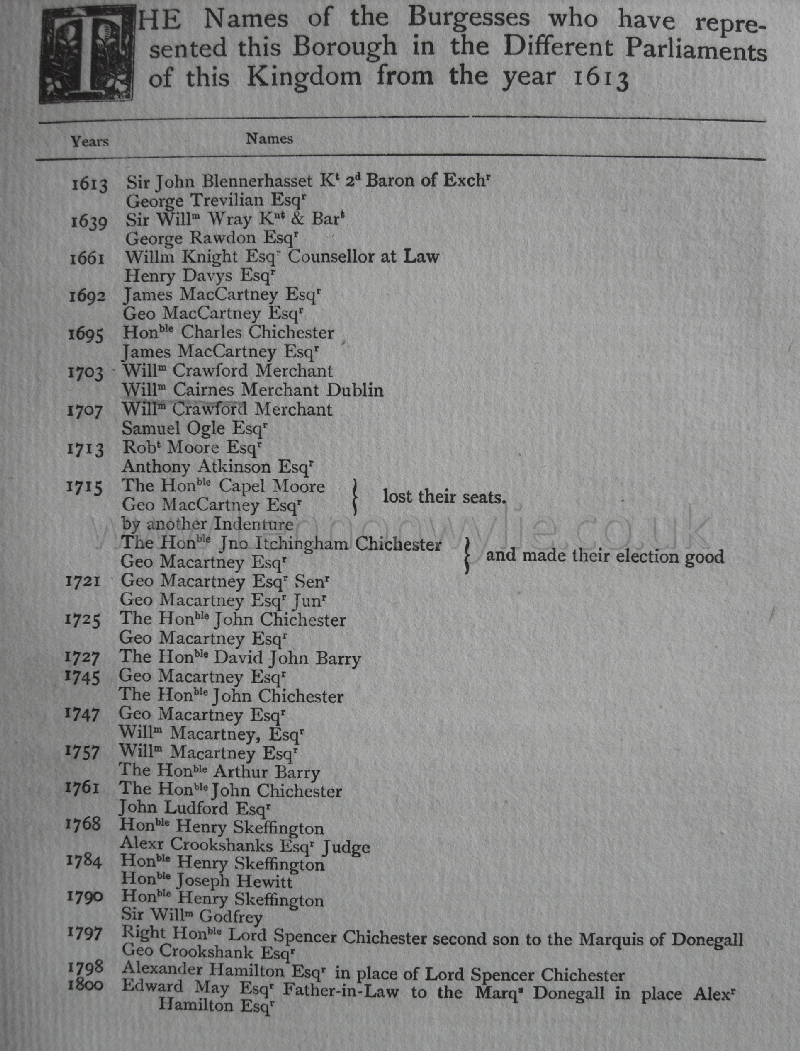 THE Names of the Burgesses who have repre-
sented this Borough in the Different Parliaments
of this Kingdom from the year 1613
Years Names
1613 Sir John Blennerhasset Kᵗ 2ᵈ Baron of Exchʳ
George Trevilian Esqʳ
1639 Sir Willᵐ Wray Kⁿᵗ & Barᵗ
George Rawdon Esqʳ
1661 Willm Knight Esqʳ Counsellor at Law
Henry Davys Esqʳ
1692 James MacCartney Esqʳ
Geo MacCartney Esqʳ
1695 Honᵇˡᵉ Charles Chichester
James MacCartney Esqʳ
1703 Willᵐ Crawford Merchant
Willᵐ Cairnes Merchant Dublin
1707 Willᵐ Crawford Merchant
Samuel Ogle Esqʳ
1713 Robᵗ Moore Esqʳ
Anthony Atkinson Esqʳ
1715 The Honᵇˡᵉ Capel Moore
Geo MacCartney Esqʳ } lost their seats.
by another Indenture
The Honᵇˡᵉ Jno Itchingham Chichester
Geo Macartney Esqʳ } and made their election good
1721 Geo Macartney Esqʳ Senʳ
Geo Macartney Esqʳ Junʳ
1725 The Honᵇˡᵉ John Chichester
Geo Macartney Esqʳ
1727 The Honᵇˡᵉ David John Barry
1745 Geo Macartney Esqʳ
The Honᵇˡᵉ John Chichester
1747 Geo Macartney Esqʳ
Willᵐ Macartney, Esqʳ
1757 Willᵐ Macartney Esqʳ
The Honᵇˡᵉ Arthur Barry
1761 The Honᵇˡᵉ John Chichester
John Ludford Esqʳ
1768 Honᵇˡᵉ Henry Skeffington
Alexr Crookshanks Esqʳ Judge
1784 Honᵇˡᵉ Henry Skeffington
Honᵇˡᵉ Joseph Hewitt
1790 Honᵇˡᵉ Henry Skeffington
Sir Willᵐ Godfrey
1797 Right Honᵇˡᵉ Lord Spencer Chichester second son to the Marquis of Donegall
Geo Crookshank Esqʳ
1798 Alexander Hamilton Esqʳ in place of Lord Spencer Chichester
1800 Edward May Esqʳ Father-in-Law to the Marqˢ Donegall in place Alexʳ
Hamilton Esqʳ